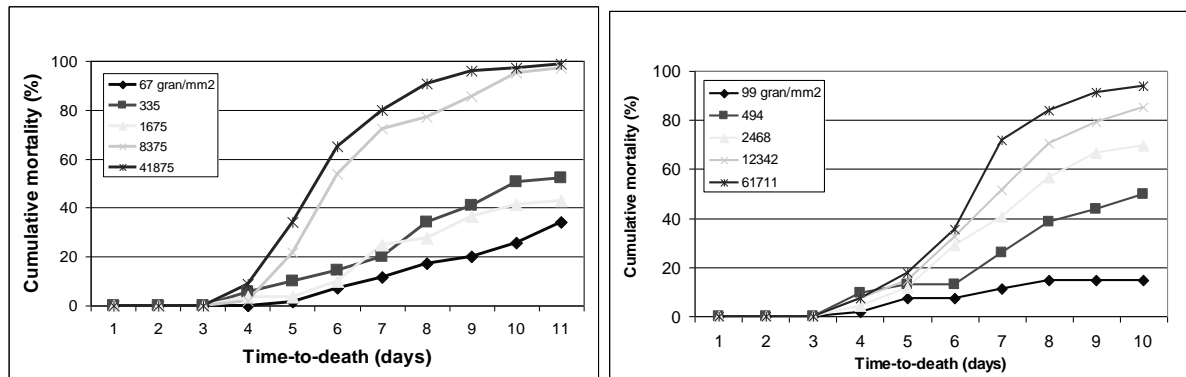 Cumulative mortality (%)
100
80
60
40
20
0
67 gran/mm2
335
1675
8375
41875
1 2 3 4 5 6 7 8 9 10 11
Time-to-death (days)
Cumulative mortality (%)
100
80
60
40
20
0
99 gran/mm2
494
2468
12342
61711
1 2 3 4 5 6 7 8 9 10
Time-to-death (days)